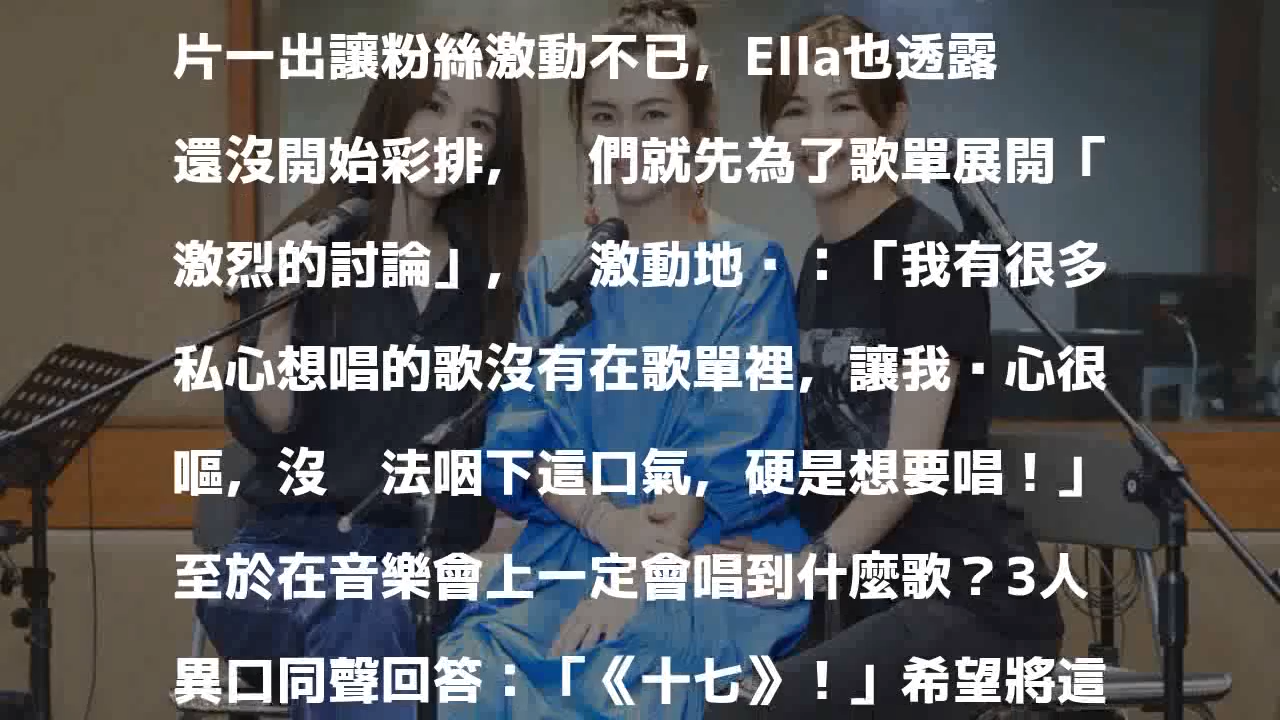 片一出讓粉絲激動不已，Ella也透露
還沒開始彩排，　們就先為了歌單展開「
激烈的討論」，　激動地▪：「我有很多
私心想唱的歌沒有在歌單裡，讓我▪心很
嘔，沒　法咽下這口氣，硬是想要唱！」
至於在音樂會上一定會唱到什麼歌？3人
異口同聲回答：「《十七》！」希望將這